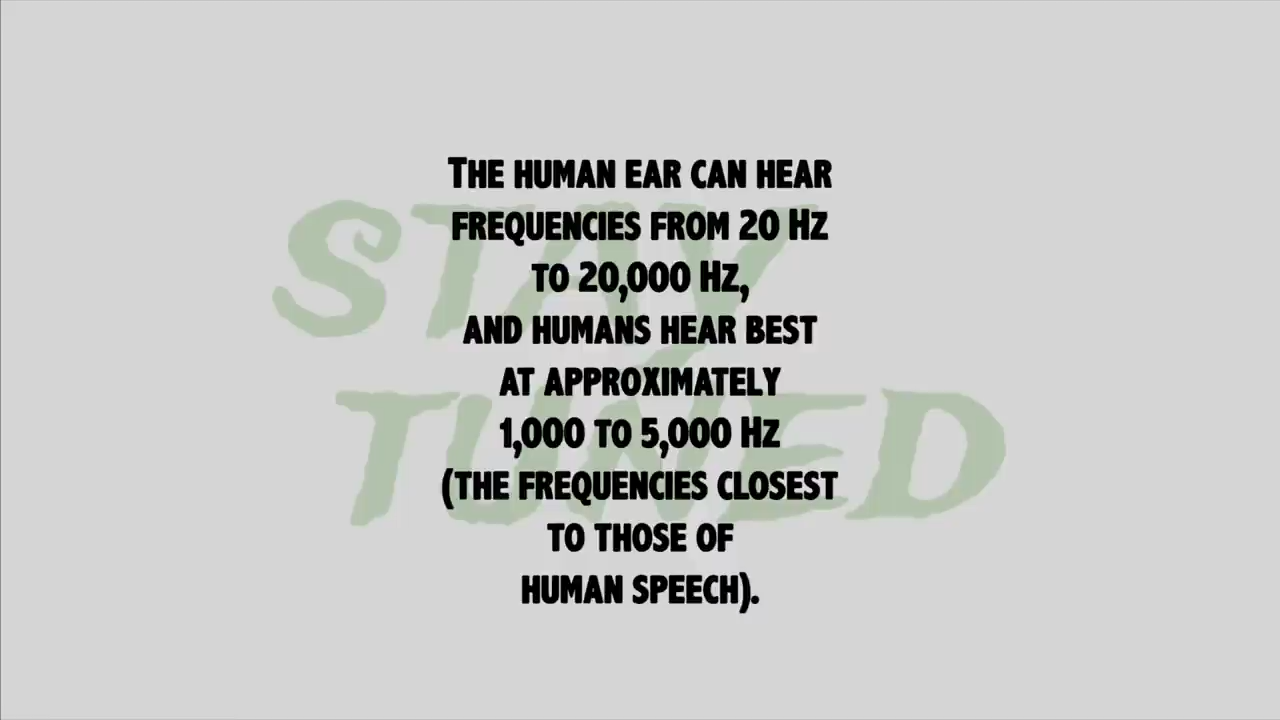 THE HUMAN EAR CAN HEAR
FREQUENCIES FROM 20 HZ
TO 20,000 HZ,
AND HUMANS HEAR BEST
AT APPROXIMATELY
1,000 TO 5,000 HZ
(THE FREQUENCIES CLOSEST
TO THOSE OF
HUMAN SPEECH).
STAY
TUNED